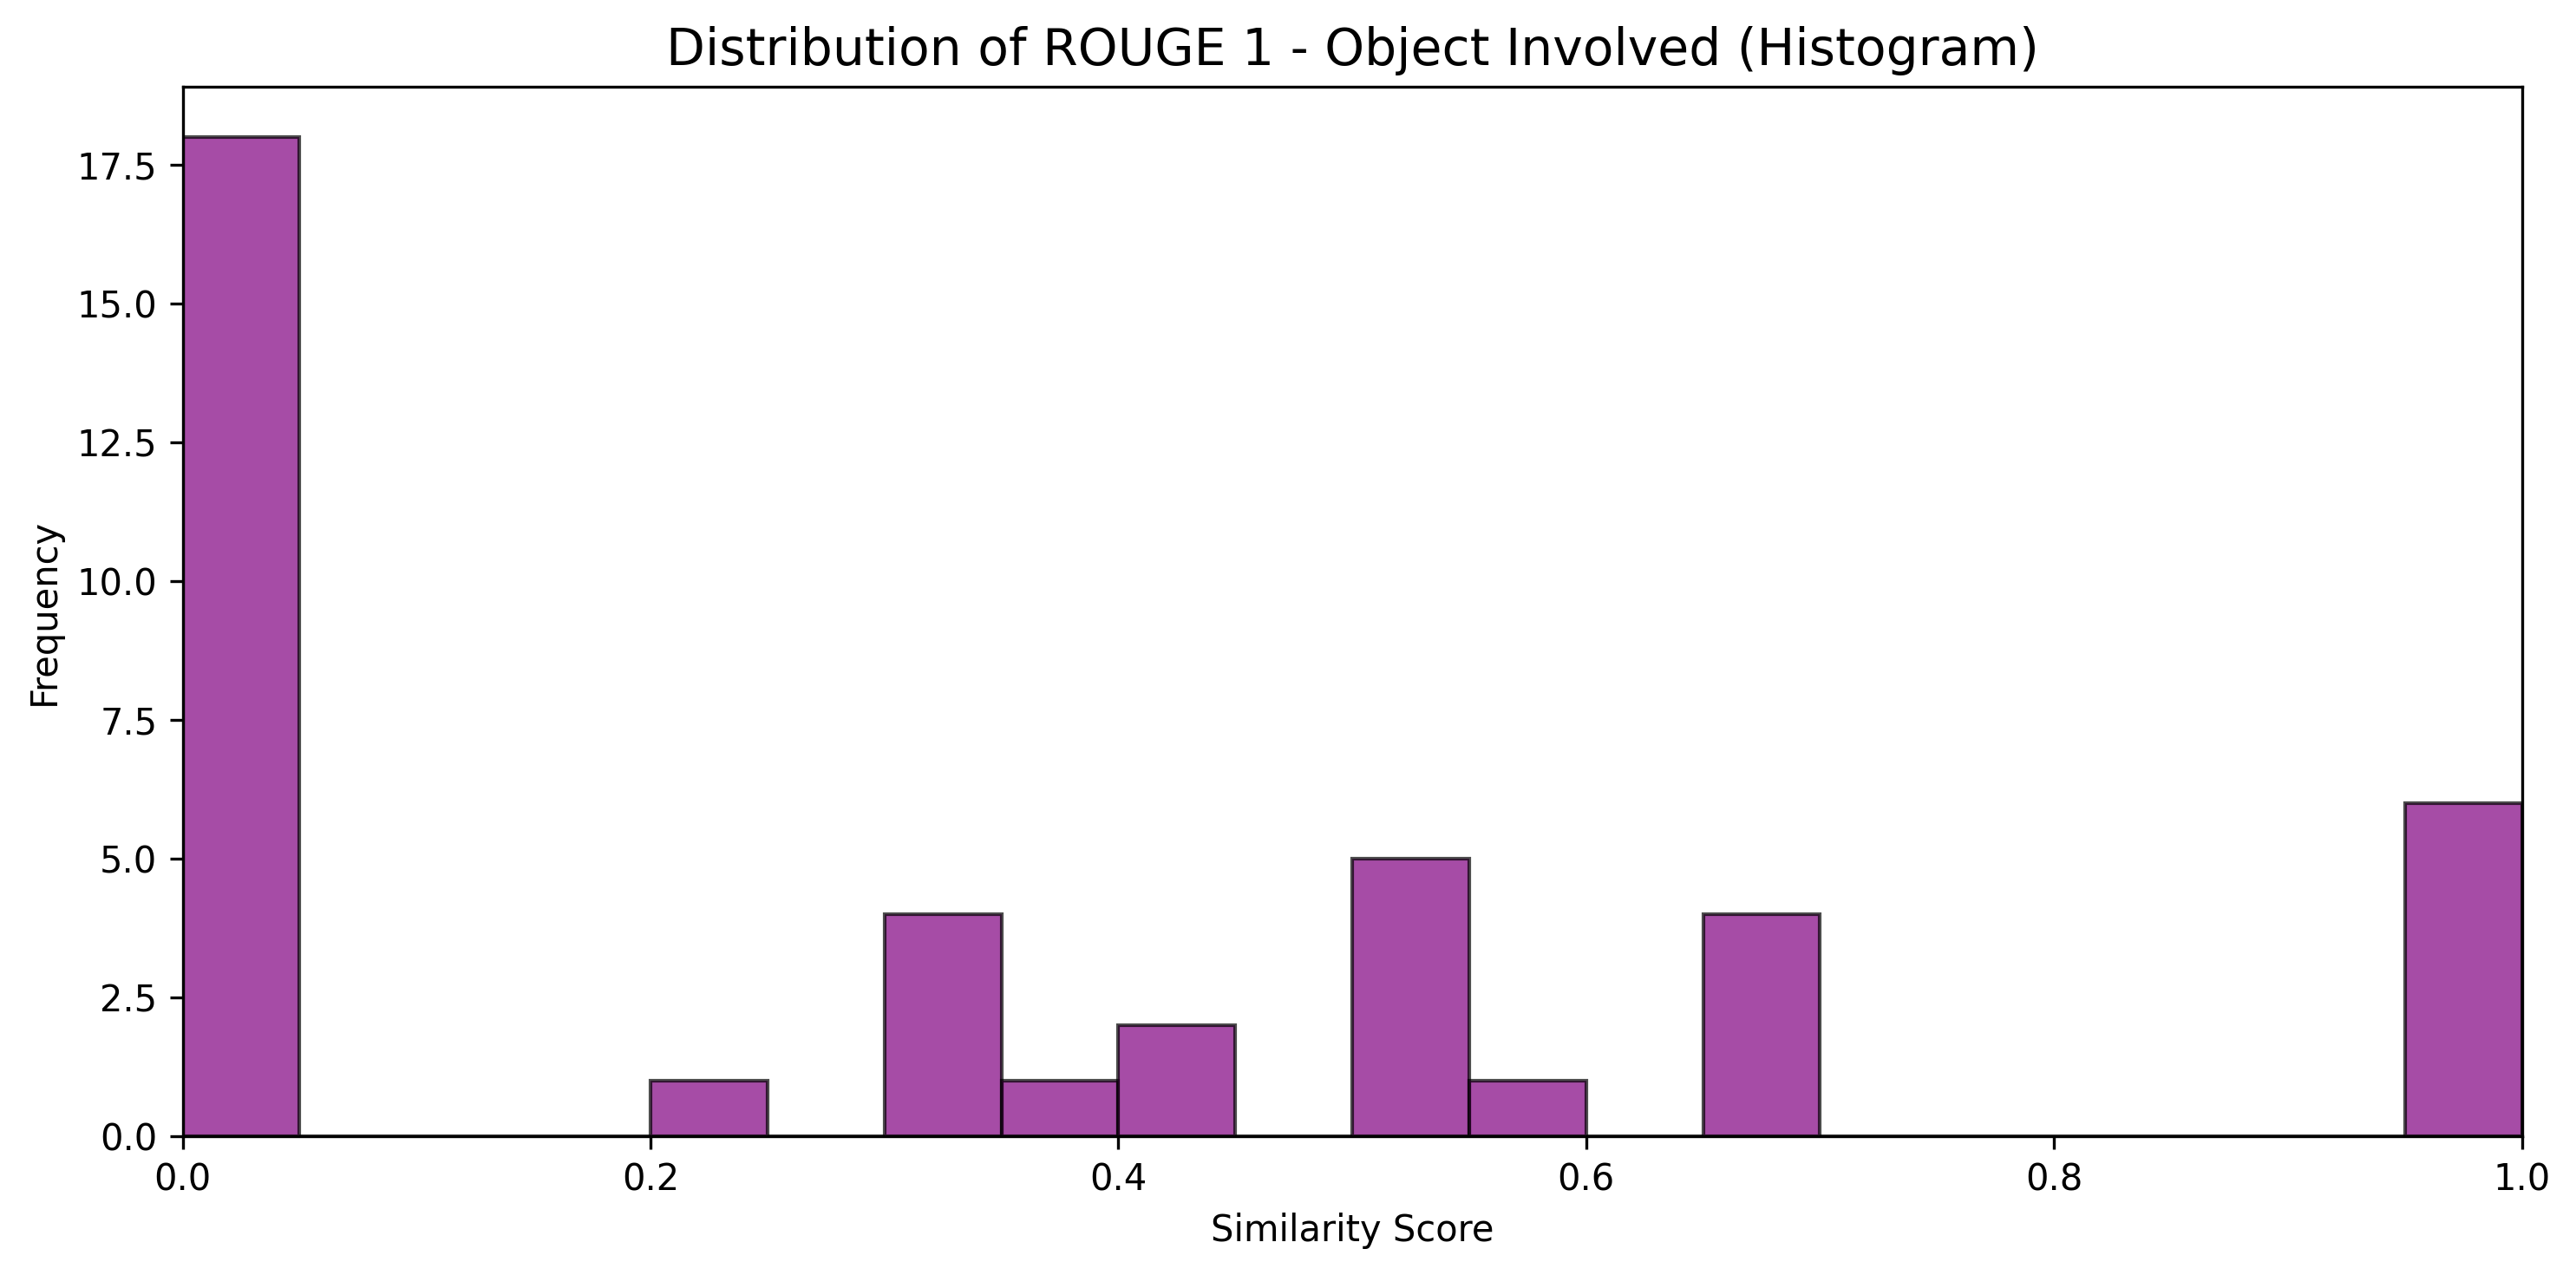 Distribution of ROUGE 1 - Object Involved (Histogram)
17.5
15.0
12.5
10.0
7.5
5.0
2.5
0.0
Frequency
0.0 0.2 0.4 0.6 0.8 1.0
Similarity Score